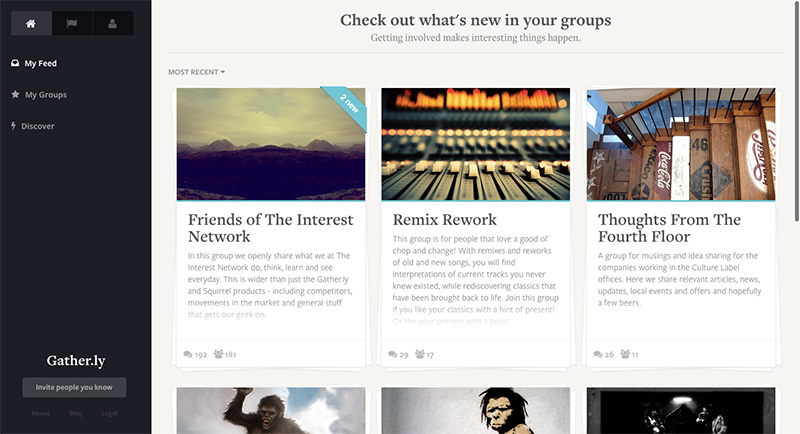 My Feed
My Groups
Discover
Gather.ly
Invite people you know
About Blog Legal
Check out what's new in your groups
Getting involved makes interesting things happen.
MOST RECENT
2 new
Friends of The Interest
Network
In this group we openly share what we at The
Interest Network do, think, learn and see
everyday. This is wider than just the Gather.ly
and Squirrel products - including competitors,
movements in the market and general stuff
that gets our geek-on.
192 181
Remix Rework
This group is for people that love a good ol'
chop and change! With remixes and reworks
of old and new songs, you will find
interpretations of current tracks you never
knew existed, while rediscovering classics that
have been brought back to life. Join this group
if you like your classics with a hint of present!
Or like your present with a twist!
29 17
246
TEXACO
Coca-Cola
Thoughts From The
Fourth Floor
A group for musings and idea sharing for the
companies working in the Culture Label
offices. Here we share relevant articles, news,
updates, local events and offers and hopefully
a few beers.
26 11